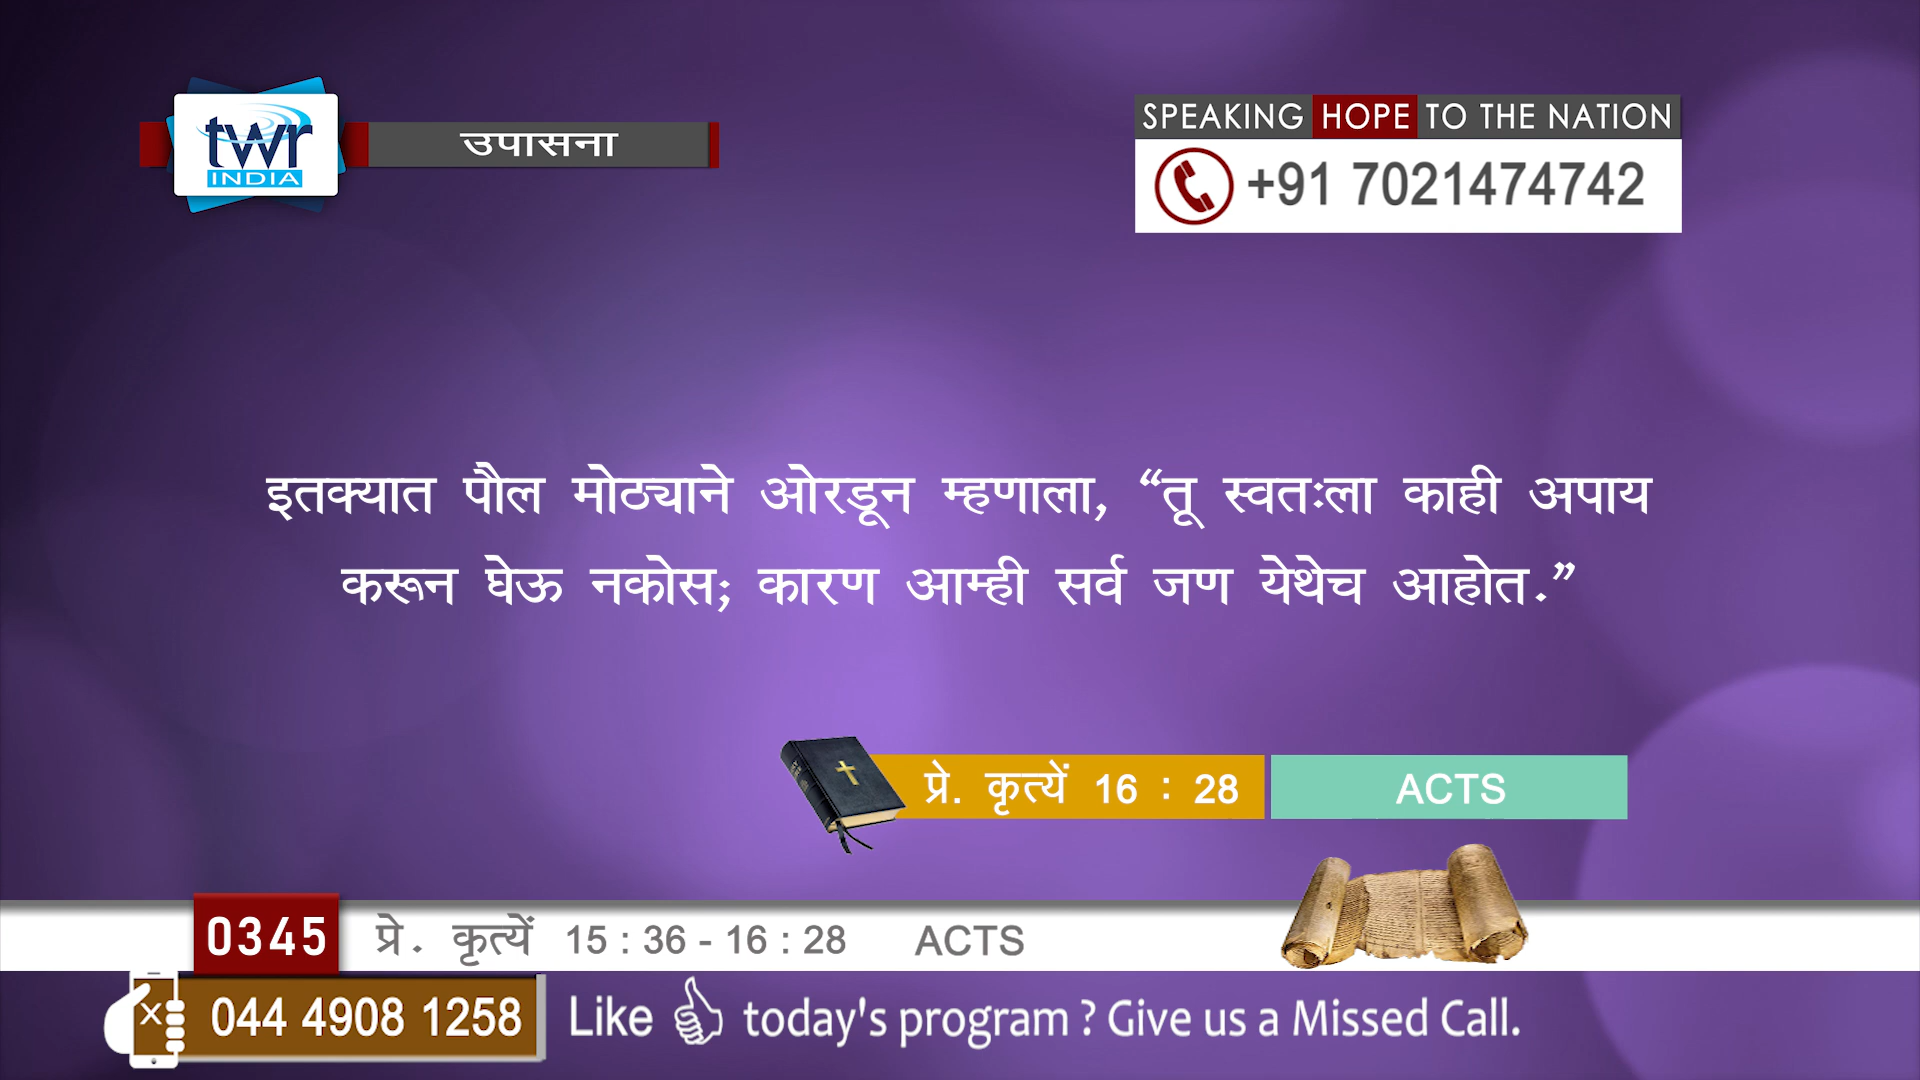 twr
INDIA
उपासना
SPEAKING HOPE TO THE NATION
+91 7021474742
इतक्यात पौल मोठ्याने ओरडून म्हणाला, “तू स्वतःला काही अपाय
करून घेऊ नकोस; कारण आम्ही सर्व जण येथेच आहोत.”
प्रे. कृत्यें 16 : 28 ACTS
0345 प्रे. कृत्यें 15 : 36 - 16 : 28 ACTS
X 044 4908 1258 Like today's program ? Give us a Missed Call.